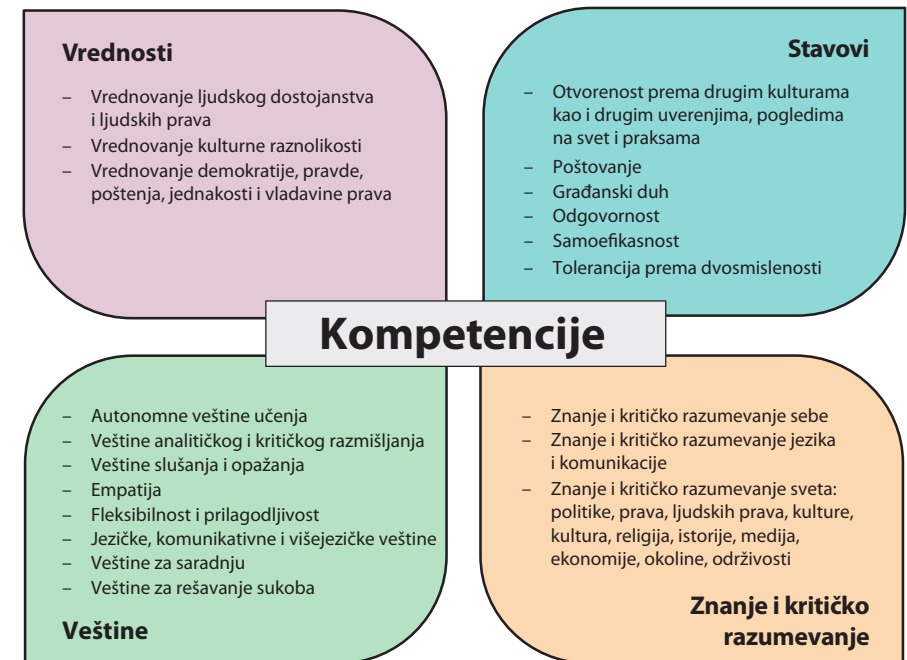 Vrednosti
– Vrednovanje ljudskog dostojanstva
i ljudskih prava
– Vrednovanje kulturne raznolikosti
– Vrednovanje demokratije, pravde,
poštenja, jednakosti i vladavine prava
Stavovi
– Otvorenost prema drugim kulturama
kao i drugim uverenjima, pogledima
na svet i praksama
– Poštovanje
– Građanski duh
– Odgovornost
– Samoefikasnost
– Tolerancija prema dvosmislenosti
Kompetencije
– Autonomne veštine učenja
– Veštine analitičkog i kritičkog razmišljanja
– Veštine slušanja i opažanja
– Empatija
– Fleksibilnost i prilagodljivost
– Jezičke, komunikativne i višejezičke veštine
– Veštine za saradnju
– Veštine za rešavanje sukoba
Veštine
– Znanje i kritičko razumevanje sebe
– Znanje i kritičko razumevanje jezika
i komunikacije
– Znanje i kritičko razumevanje sveta:
politike, prava, ljudskih prava, kulture,
kultura, religija, istorije, medija,
ekonomije, okoline, održivosti
Znanje i kritičko
razumevanje